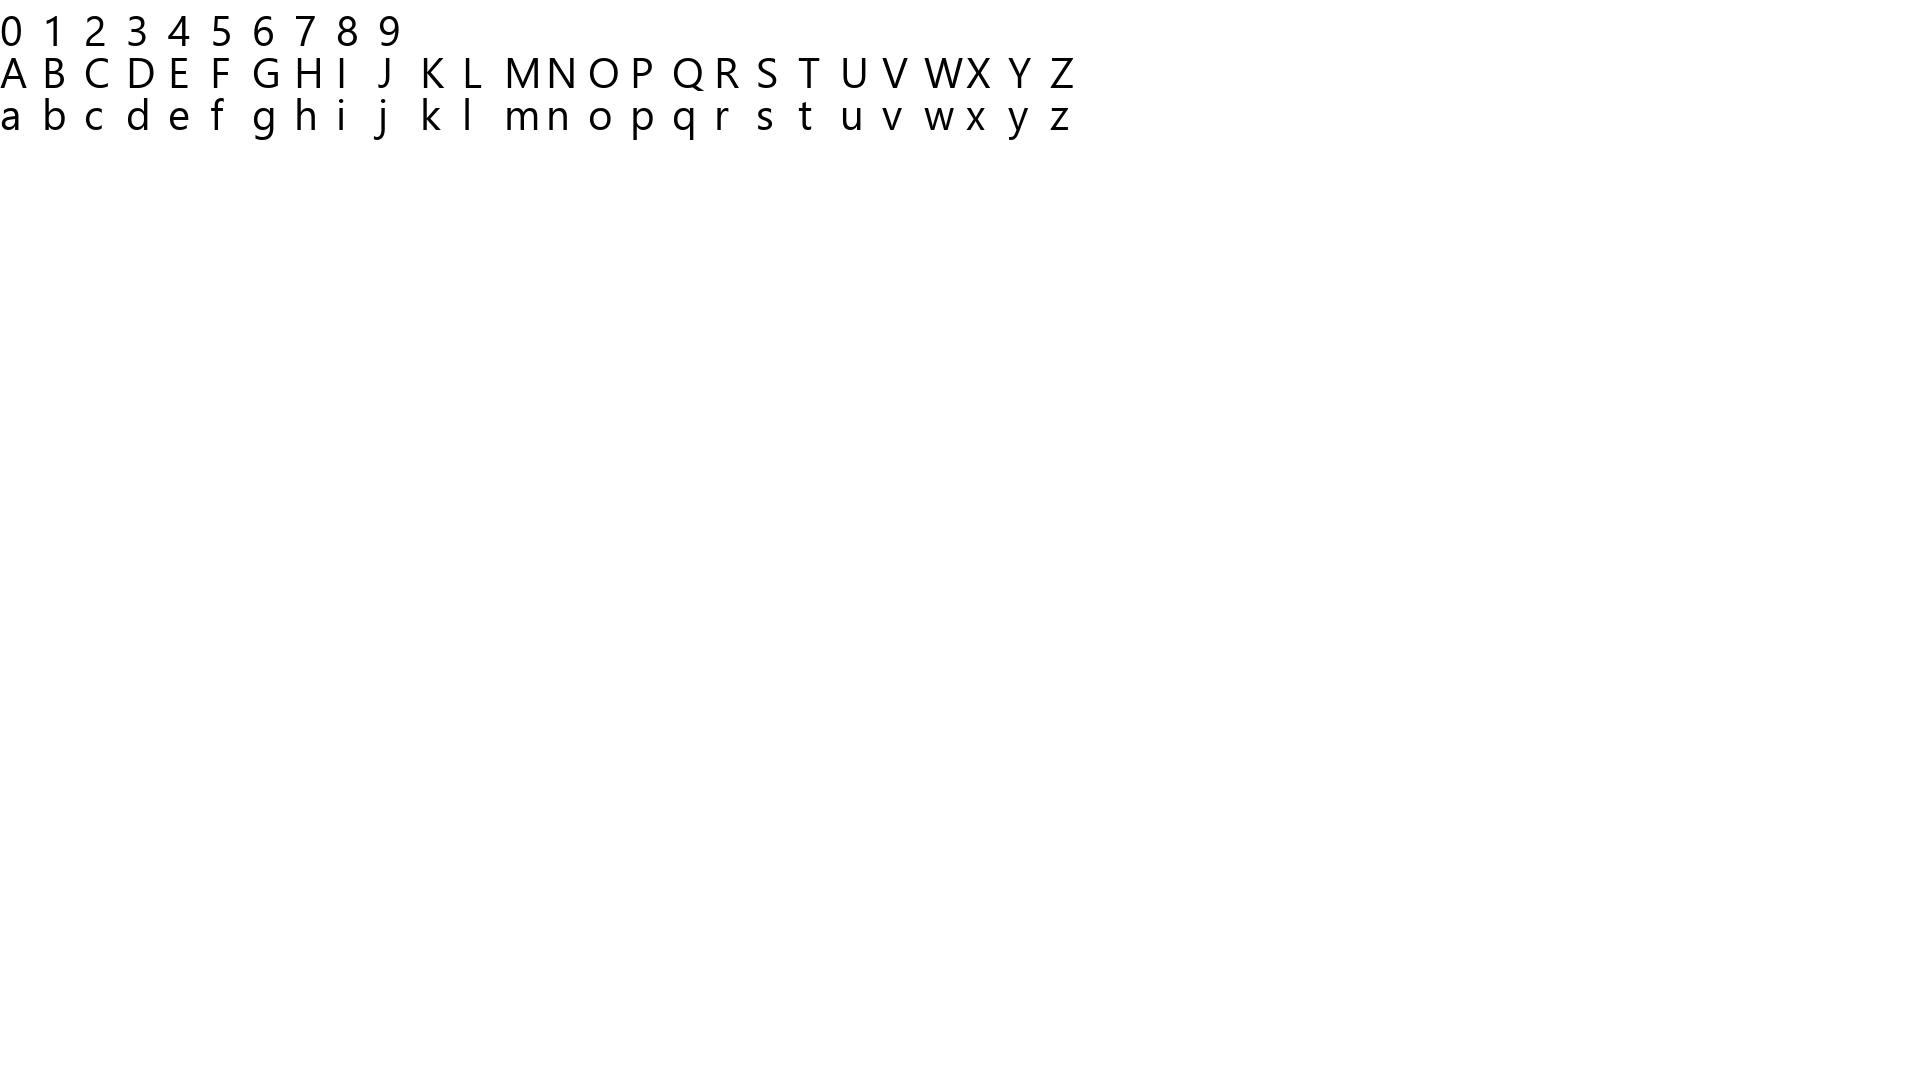 0 1 2 3 4 5 6 7 8 9
A B C D E F G H I J K L M N O P Q R S T U V W X Y Z
a b c d e f g h i j k l m n o p q r s t u v w x y z